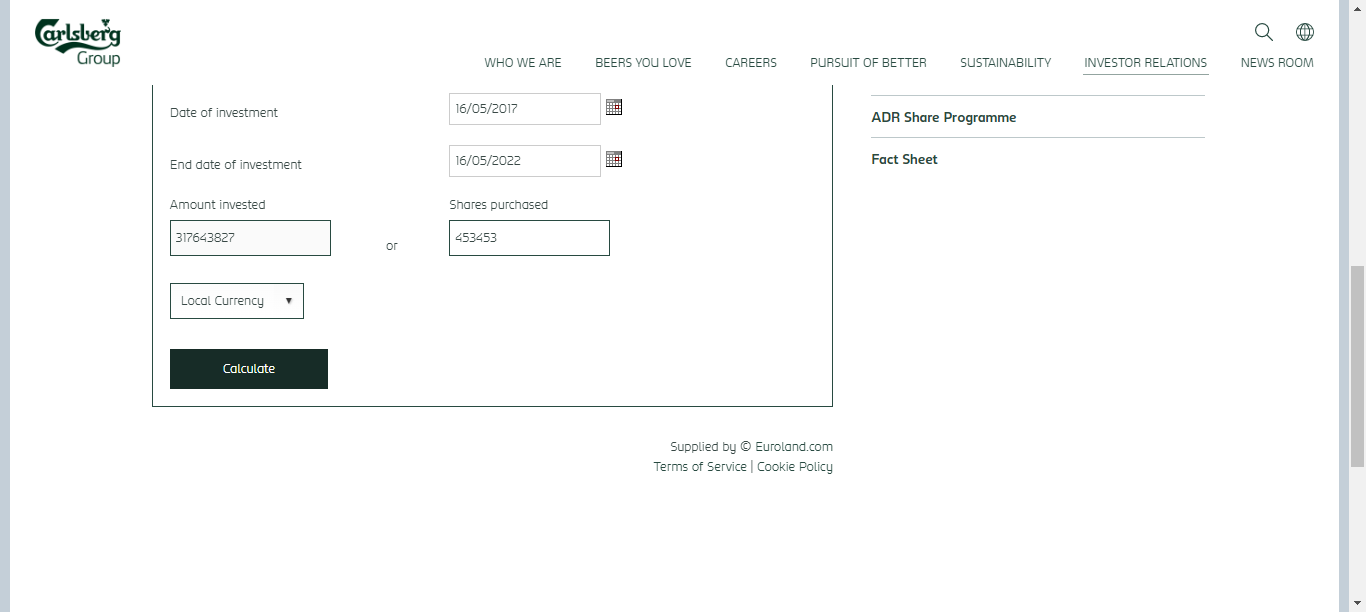 Carlsberg
Group
WHO WE ARE
BEERS YOU LOVE
CAREERS
PURSUIT OF BETTER
SUSTAINABILITY
INVESTOR RELATIONS
NEWS ROOM
Date of investment
16/05/2017
End date of investment
16/05/2022
Amount invested
Shares purchased
317643827
or
453453
Local Currency
Calculate
Supplied by © Euroland.com
Terms of Service | Cookie Policy
ADR Share Programme
Fact Sheet